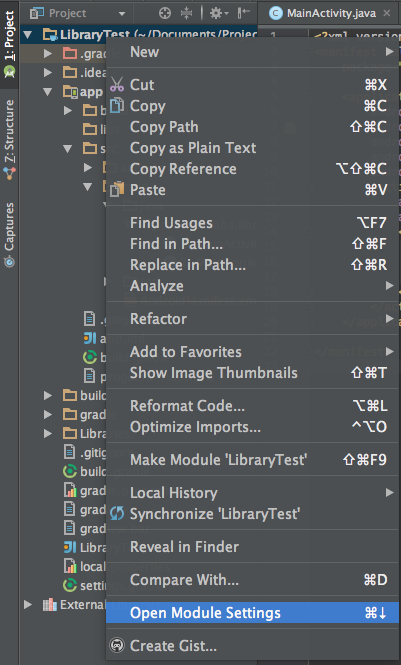 Project
MainActivity.java
1: Project
LibraryTest (~/Documents/Projec
1
<?xml version
.grad
New
.idea
Cut ⌘X
app
Copy ⌘C
b
Copy Path ⇧⌘C
lib
Copy as Plain Text
Copy Reference ⌥⇧⌘C
Paste ⌘V
Z: Structure
Find Usages ⌥F7
Captures
Find in Path... ⇧⌘F
Replace in Path... ⇧⌘R
Analyze
Refactor
app
Add to Favorites
b
Show Image Thumbnails ⇧⌘T
p
build
Reformat Code... ⌥⌘L
grad
Optimize Imports... ^⌥O
Libra
.gitig
Make Module 'LibraryTest' ⇧⌘F9
build
grad
Local History
grad
Synchronize 'LibraryTest'
grad
Libra
Reveal in Finder
local
Compare With... ⌘D
settin
External
Open Module Settings ⌘↓
Create Gist...